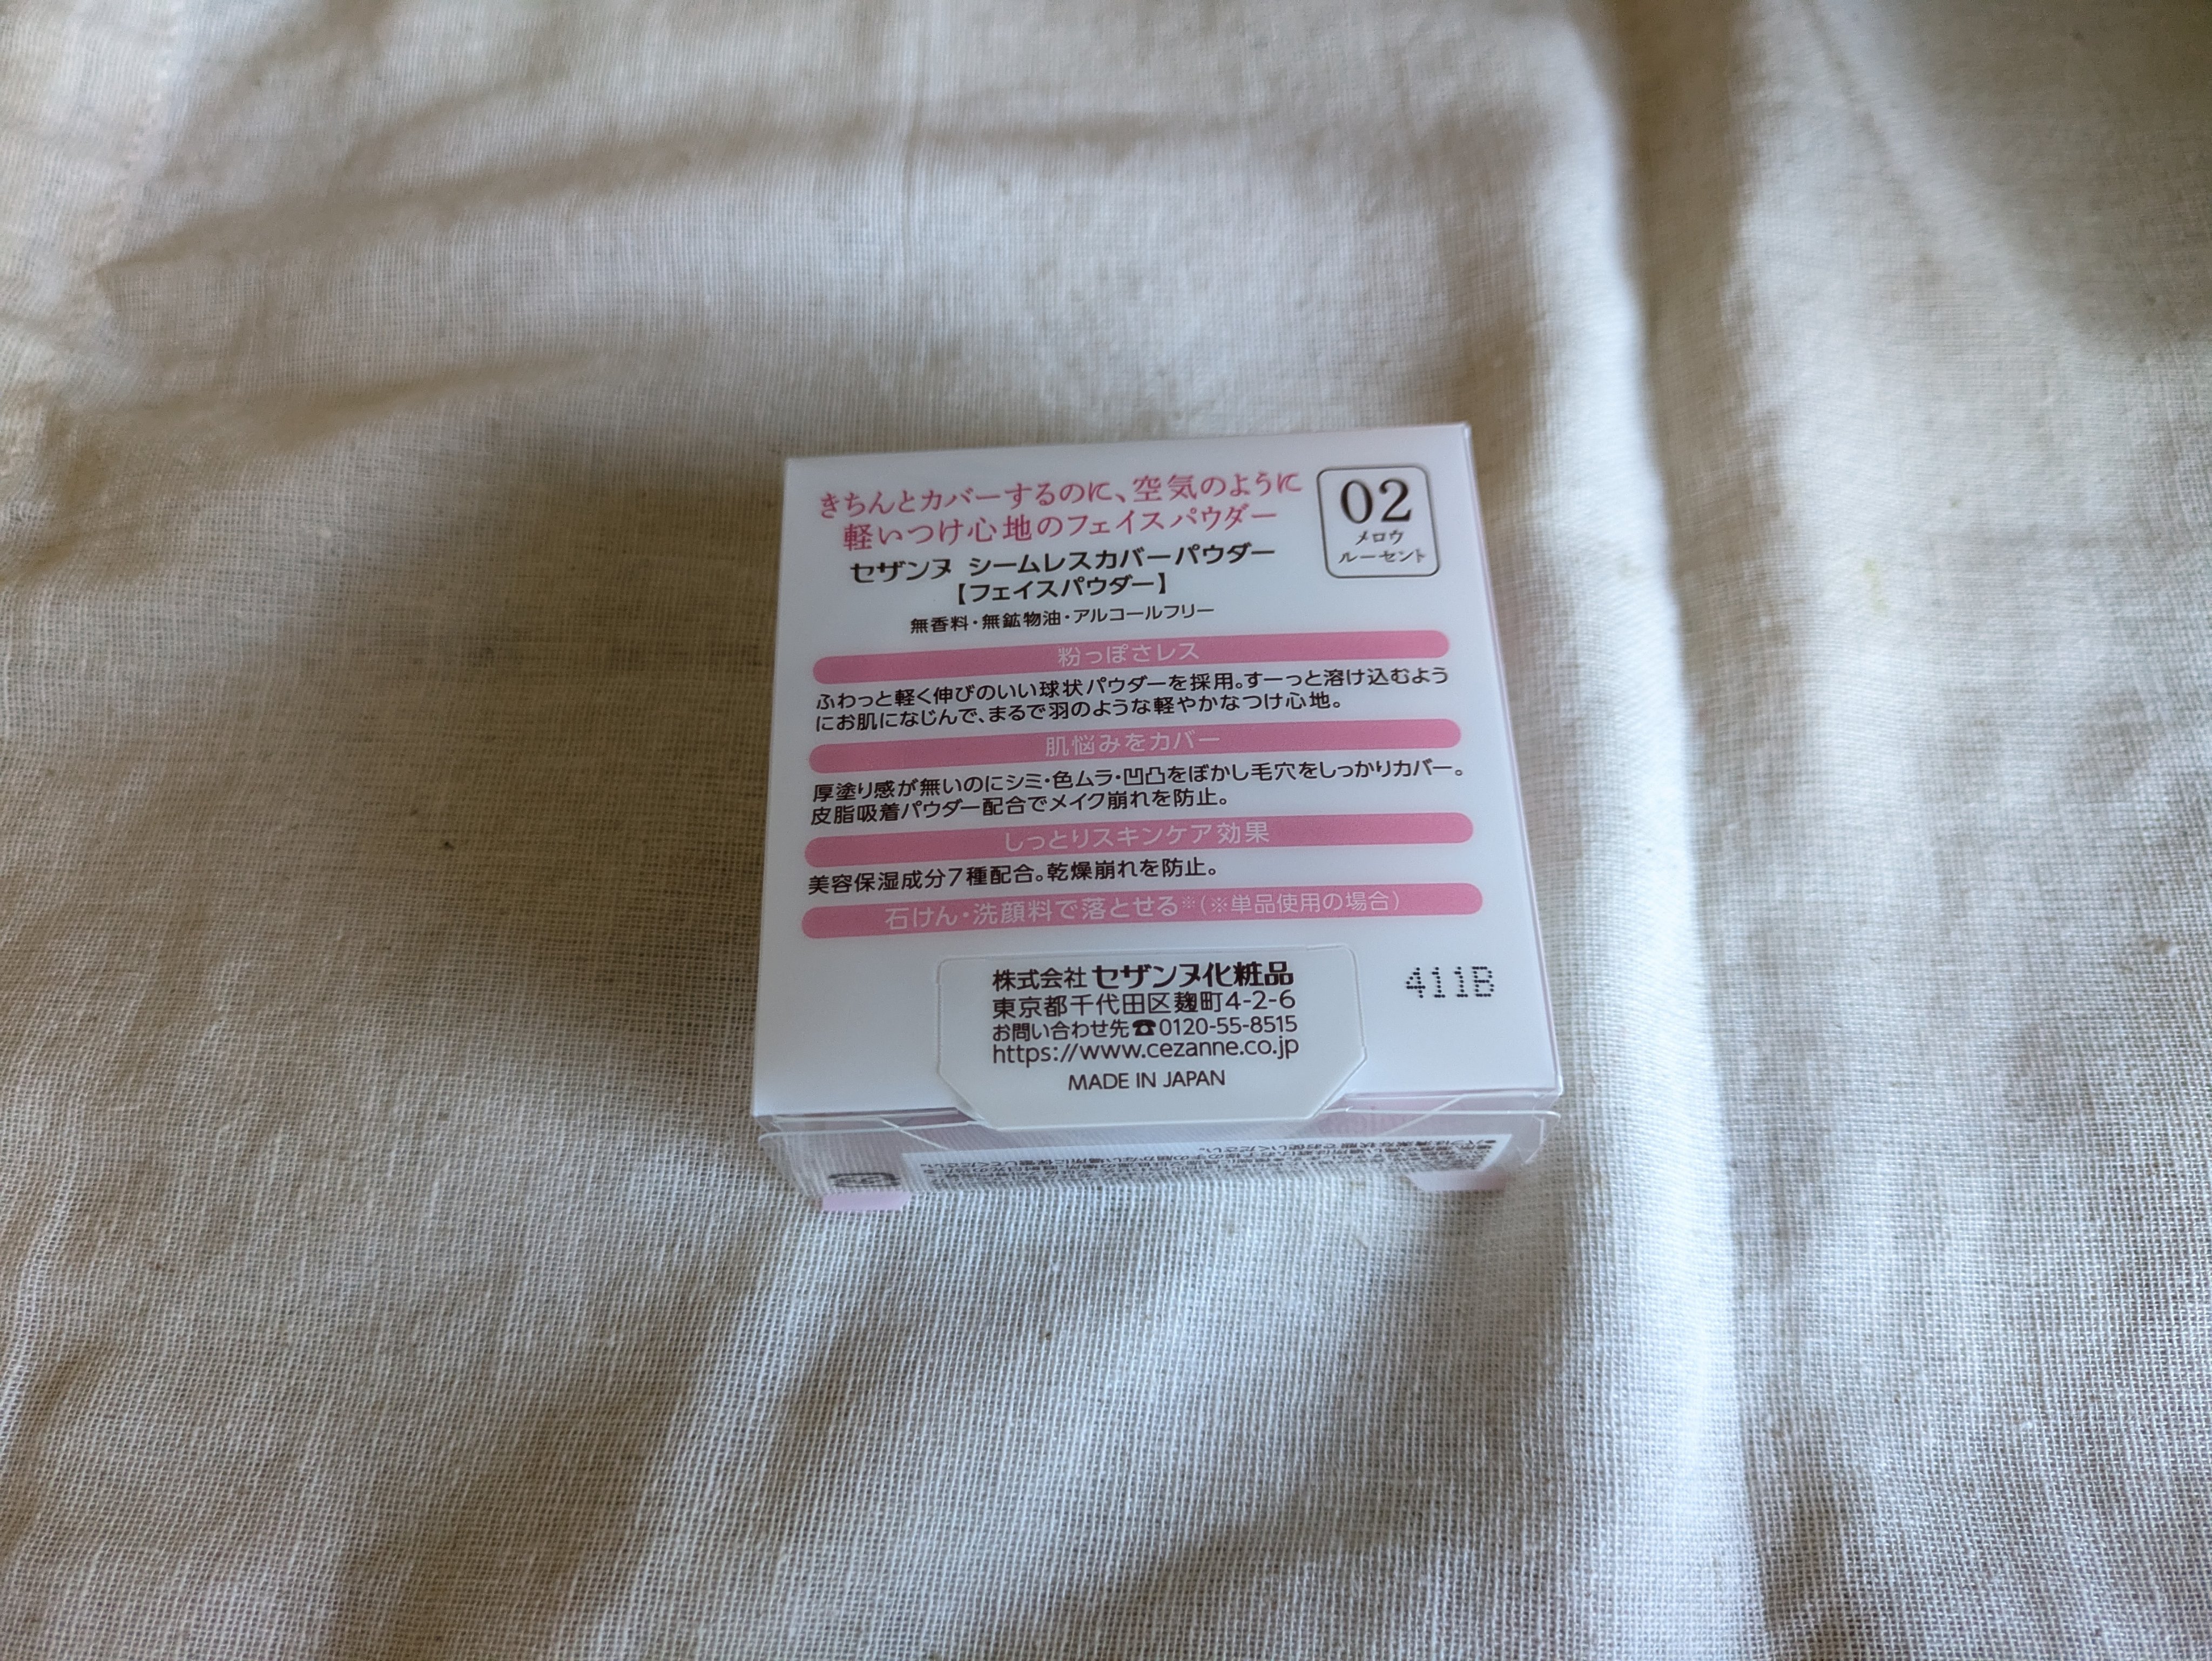 きちんとカバーするのに、空気のように
軽いつけ心地のフェイスパウダー
セザンヌ シームレスカバーパウダー
【フェイスパウダー】
無香料・無鉱物油・アルコールフリー
02
メロウ
ルーセント
粉っぽさレス
ふわっと軽く伸びのいい球状パウダーを採用。すーっと溶け込むよう
にお肌になじんで、まるで羽のような軽やかなつけ心地。
肌悩みをカバー
厚塗り感が無いのにシミ・色ムラ・凹凸をぼかし毛穴をしっかりカバー。
皮脂吸着パウダー配合でメイク崩れを防止。
しっとりスキンケア効果
美容保湿成分7種配合。乾燥崩れを防止。
石けん・洗顔料で落とせる※(※単品使用の場合)
株式会社 セザンヌ化粧品
東京都千代田区麹町4-2-6
お問い合わせ先☎0120-55-8515
https://www.cezanne.co.jp
MADE IN JAPAN
411B